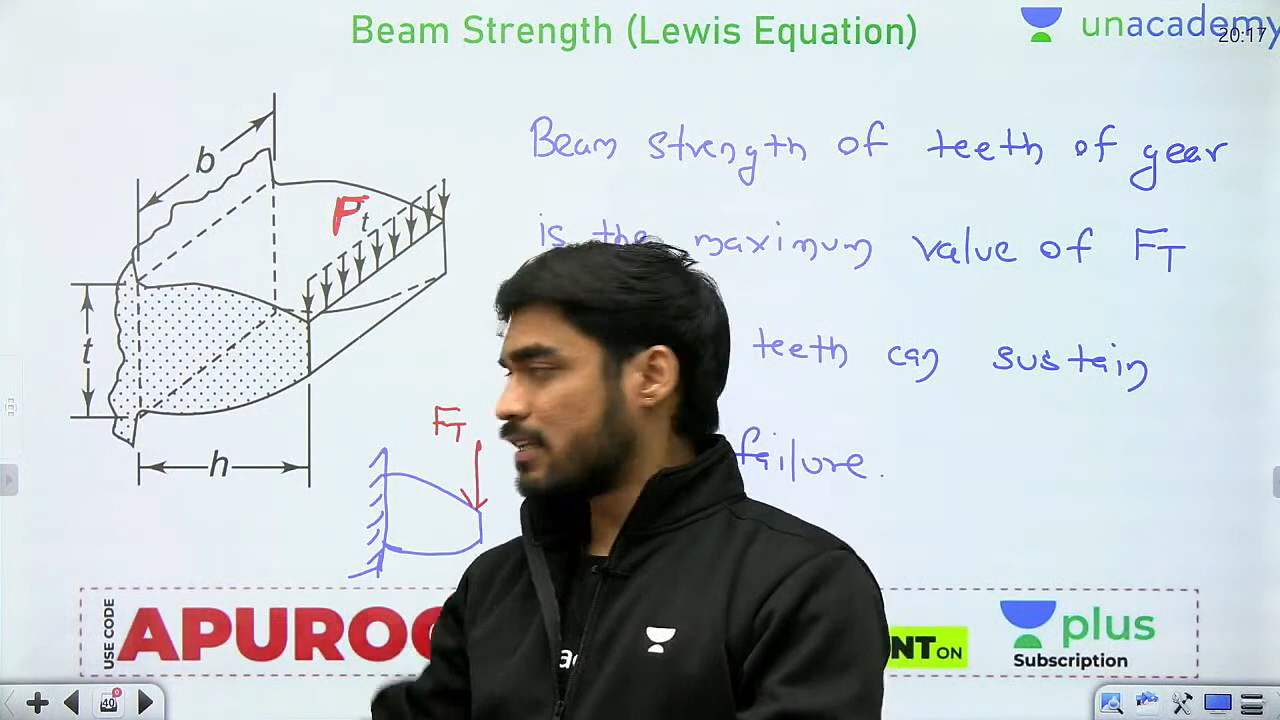 Beam Strength (Lewis Equation)
unacademy
20:17
b
Ft
t
h
FT
Beam strength of teeth of gear
is the maximum value of FT
teeth can sustain
failure.
USE CODE
APUROO
NT ON
plus
Subscription
40